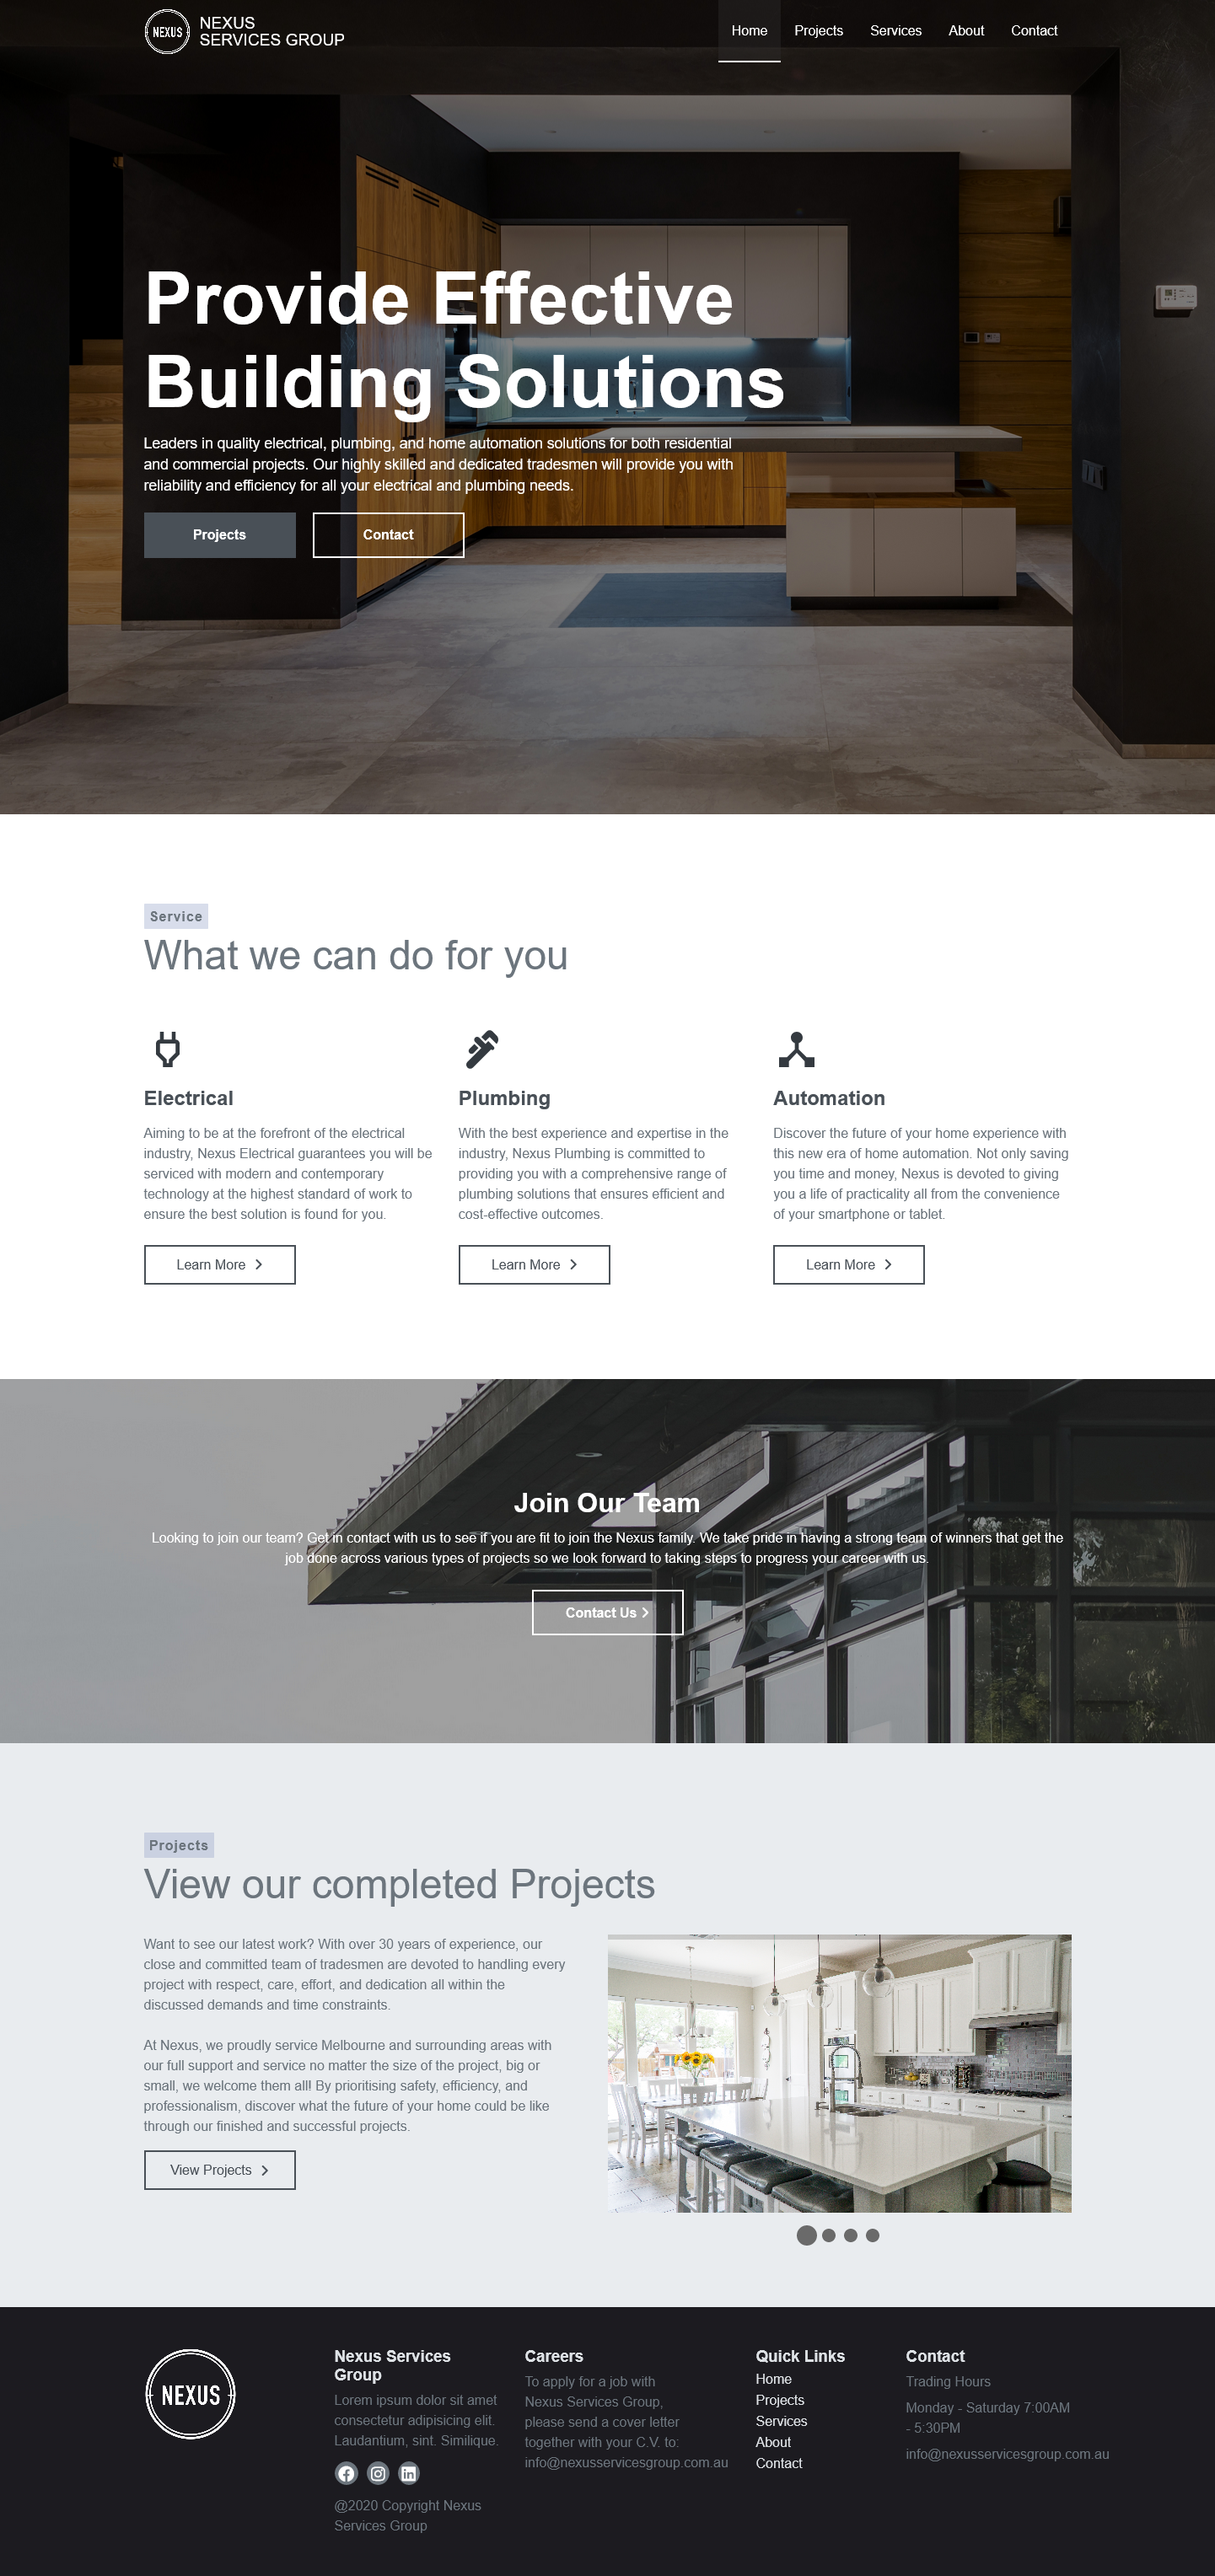 NEXUS
NEXUS
SERVICES GROUP
Home
Projects
Services
About
Contact
Provide Effective
Building Solutions
Leaders in quality electrical, plumbing, and home automation solutions for both residential
and commercial projects. Our highly skilled and dedicated tradesmen will provide you with
reliability and efficiency for all your electrical and plumbing needs.
Projects
Contact
Service
What we can do for you
Electrical
Aiming to be at the forefront of the electrical
industry, Nexus Electrical guarantees you will be
serviced with modern and contemporary
technology at the highest standard of work to
ensure the best solution is found for you.
Learn More
Plumbing
With the best experience and expertise in the
industry, Nexus Plumbing is committed to
providing you with a comprehensive range of
plumbing solutions that ensures efficient and
cost-effective outcomes.
Learn More
Automation
Discover the future of your home experience with
this new era of home automation. Not only saving
you time and money, Nexus is devoted to giving
you a life of practicality all from the convenience
of your smartphone or tablet.
Learn More
Join Our Team
Looking to join our team? Get in contact with us to see if you are fit to join the Nexus family. We take pride in having a strong team of winners that get the
job done across various types of projects so we look forward to taking steps to progress your career with us.
Contact Us
Projects
View our completed Projects
Want to see our latest work? With over 30 years of experience, our
close and committed team of tradesmen are devoted to handling every
project with respect, care, effort, and dedication all within the
discussed demands and time constraints.
At Nexus, we proudly service Melbourne and surrounding areas with
our full support and service no matter the size of the project, big or
small, we welcome them all! By prioritising safety, efficiency, and
professionalism, discover what the future of your home could be like
through our finished and successful projects.
View Projects
NEXUS
Nexus Services
Group
Lorem ipsum dolor sit amet
consectetur adipisicing elit.
Laudantium, sint. Similique.
@2020 Copyright Nexus
Services Group
Careers
To apply for a job with
Nexus Services Group,
please send a cover letter
together with your C.V. to:
info@nexusservicesgroup.com.au
Quick Links
Home
Projects
Services
About
Contact
Contact
Trading Hours
Monday - Saturday 7:00AM
- 5:30PM
info@nexusservicesgroup.com.au